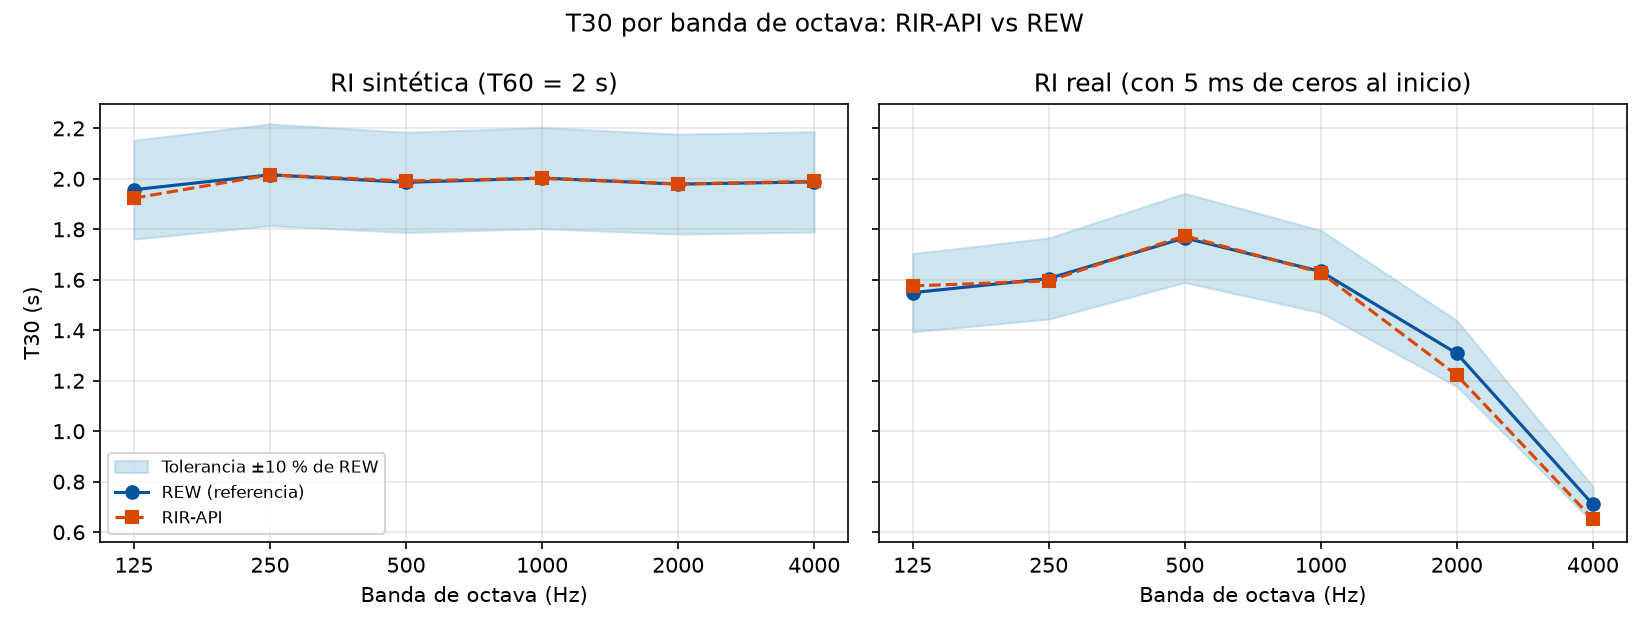 T30 por banda de octava: RIR-API vs REW
RI sintética (T60 = 2 s)
T30 (s)
2.2
2.0
1.8
1.6
1.4
1.2
1.0
0.8
0.6
Tolerancia ±10 % de REW
REW (referencia)
RIR-API
125 250 500 1000 2000 4000
Banda de octava (Hz)
RI real (con 5 ms de ceros al inicio)
125 250 500 1000 2000 4000
Banda de octava (Hz)